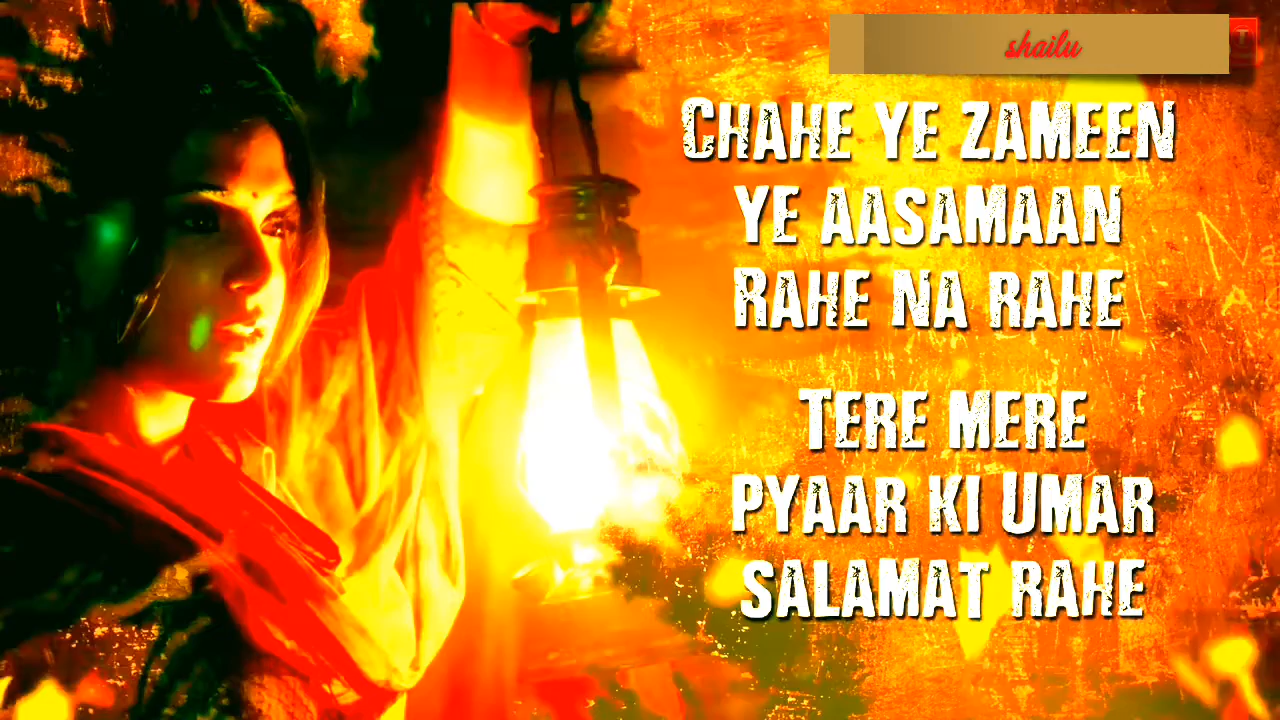 shailu
T
CHAHE YE ZAMEEN
YE AASAMAAN
RAHE NA RAHE
TERE MERE
PYAAR KI UMAR
SALAMAT RAHE